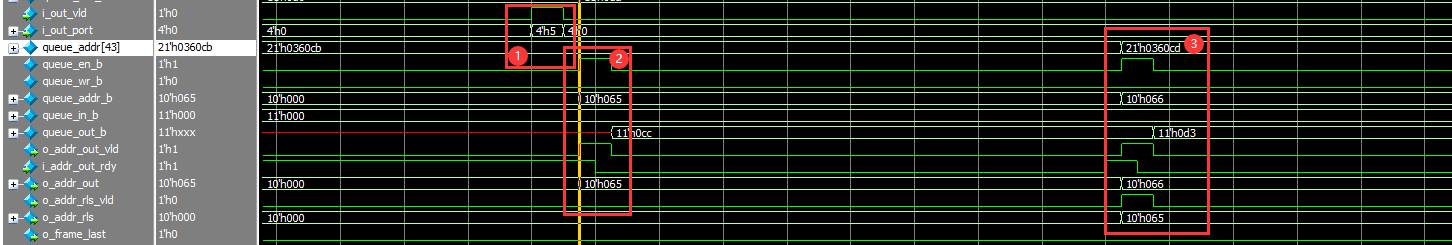 i_out_vld 1'h0
i_out_port 4'h0 4'h0 4'h5 4'h0
queue_addr[43] 21'h0360cb 21'h0360cb 21'h0360cd
queue_en_b 1'h1
queue_wr_b 1'h0
queue_addr_b 10'h065 10'h000 10'h065 10'h066
queue_in_b 11'h000 11'h000
queue_out_b 11'hxxx 11'h0cc 11'h0d3
o_addr_out_vld 1'h1
i_addr_out_rdy 1'h1
o_addr_out 10'h065 10'h000 10'h065 10'h066
o_addr_rls_vld 1'h0
o_addr_rls 10'h000 10'h000 10'h065
o_frame_last 1'h0
1
2
3